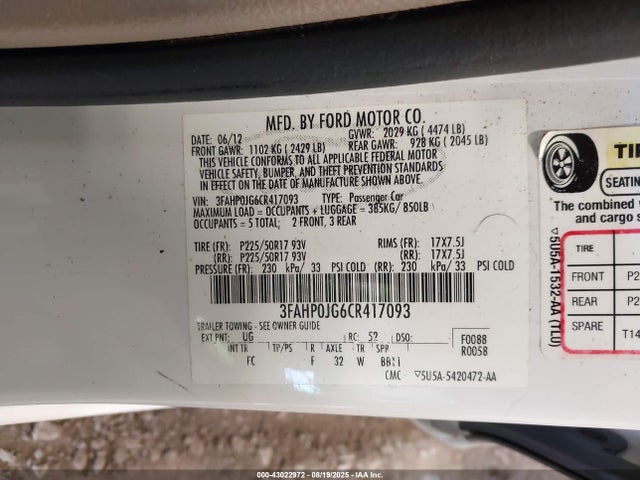 MFD. BY FORD MOTOR CO.
DATE: 06/12 GVWR: 2029 KG ( 4474 LB)
FRONT GAWR: 1102 KG ( 2429 LB) REAR GAWR: 928 KG ( 2045 LB)
THIS VEHICLE CONFORMS TO ALL APPLICABLE FEDERAL MOTOR
VEHICLE SAFETY, BUMPER, AND THEFT PREVENTION STANDARDS
IN EFFECT ON THE DATE OF MANUFACTURE SHOWN ABOVE.
VIN: 3FAHP0JG6CR417093 TYPE: Passenger Car
MAXIMUM LOAD = OCCUPANTS + LUGGAGE = 385KG/850LB
OCCUPANTS = 5 TOTAL: 2 FRONT, 3 REAR
TIRE (FR): P225/50R17 93V RIMS (FR): 17X7.5J
(RR): P225/50R17 93V (RR): 17X7.5J
PRESSURE (FR): 230 kPa/ 33 PSI COLD (RR): 230 kPa/ 33 PSI COLD
3FAHP0JG6CR417093
TRAILER TOWING - SEE OWNER GUIDE
EXT PNT: UG RC: 52 DSO: F0088
R0058
INT TR TP/PS R AXLE TR SPR
FC F 32 W BB11
CMC ▽5U5A-5420472-AA
TIR
SEATING
The combined
and cargo s
▽5U5A-1532-AA (TLU)
TIRE
FRONT P2
REAR P2
SPARE T14
000-43022972 | 08/19/2025 - IAA Inc.